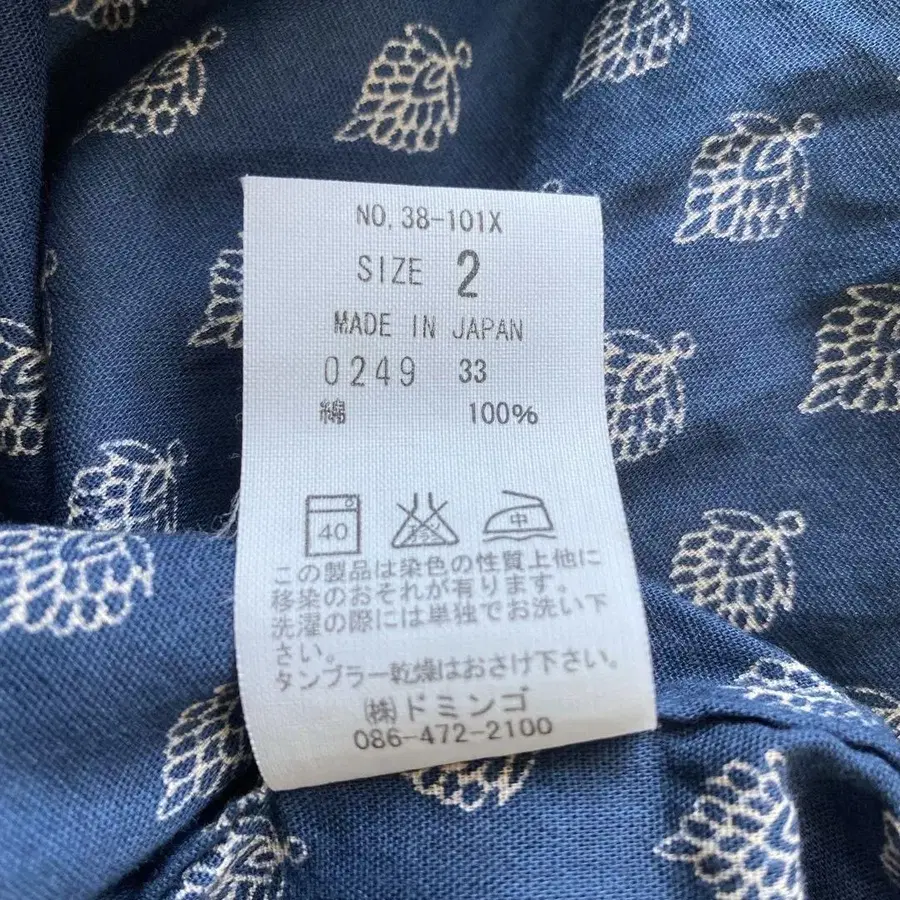 NO, 38-101X
SIZE 2
MADE IN JAPAN
0249 33
綿 100%
40
中
この製品は染色の性質上他に
移染のおそれが有ります。
洗濯の際には単独でお洗い下
さい。
タンブラー乾燥はおさけ下さい。
㈱ドミンゴ
086-472-2100